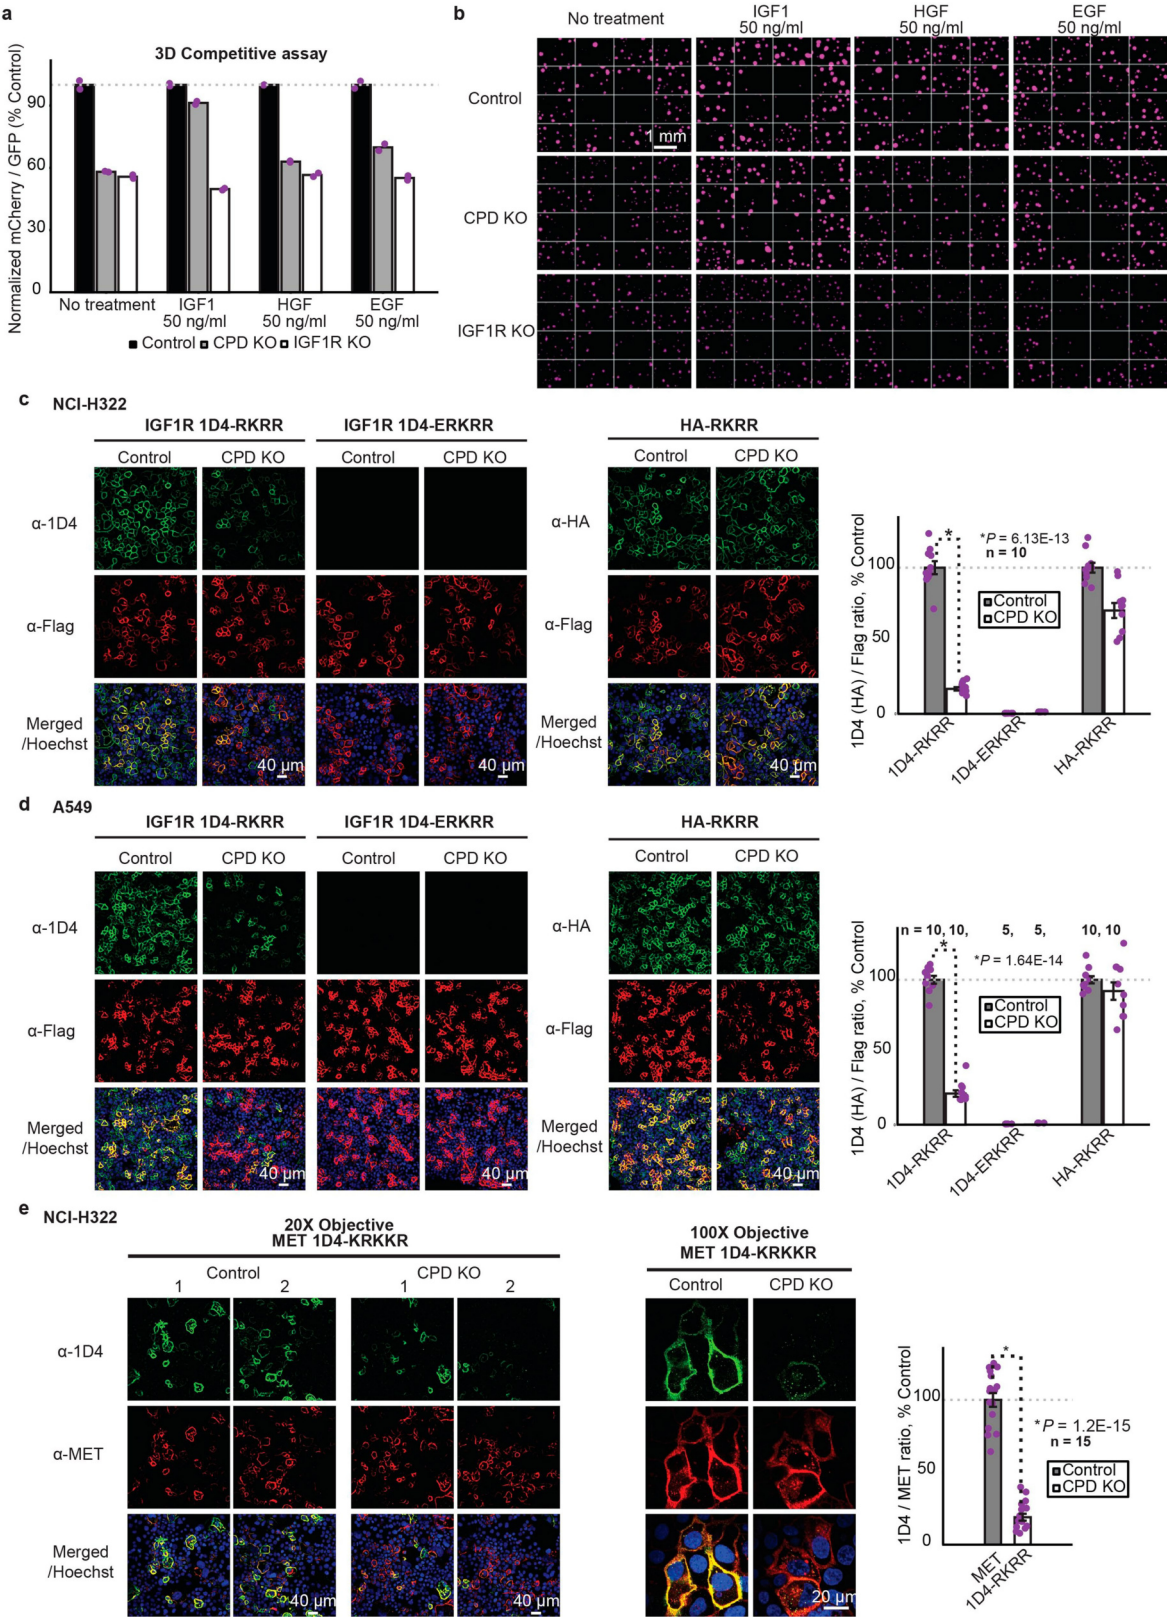 a
3D Competitive assay
Normalized mCherry / GFP (% Control)
90
60
30
0
No treatment
IGF1
50 ng/ml
HGF
50 ng/ml
EGF
50 ng/ml
Control
CPD KO
IGF1R KO
b
No treatment
IGF1
50 ng/ml
HGF
50 ng/ml
EGF
50 ng/ml
Control
1 mm
CPD KO
IGF1R KO
c
NCI-H322
IGF1R 1D4-RKRR
IGF1R 1D4-ERKRR
HA-RKRR
Control
CPD KO
Control
CPD KO
Control
CPD KO
α-1D4
α-HA
α-Flag
α-Flag
Merged
/Hoechst
40 µm
40 µm
Merged
/Hoechst
40 µm
1D4 (HA) / Flag ratio, % Control
100
50
0
*
*P = 6.13E-13
n = 10
Control
CPD KO
1D4-RKRR
1D4-ERKRR
HA-RKRR
d
A549
IGF1R 1D4-RKRR
IGF1R 1D4-ERKRR
HA-RKRR
Control
CPD KO
Control
CPD KO
Control
CPD KO
α-1D4
α-HA
α-Flag
α-Flag
Merged
/Hoechst
40 µm
40 µm
Merged
/Hoechst
40 µm
1D4 (HA) / Flag ratio, % Control
n = 10, 10, 5, 5, 10, 10
*
*P = 1.64E-14
100
50
0
Control
CPD KO
1D4-RKRR
1D4-ERKRR
HA-RKRR
e
NCI-H322
20X Objective
MET 1D4-KRKKR
Control
CPD KO
1
2
1
2
100X Objective
MET 1D4-KRKKR
Control
CPD KO
α-1D4
α-MET
Merged
/Hoechst
40 µm
40 µm
20 µm
1D4 / MET ratio, % Control
100
50
0
*
*P = 1.2E-15
n = 15
Control
CPD KO
MET
1D4-RKRR